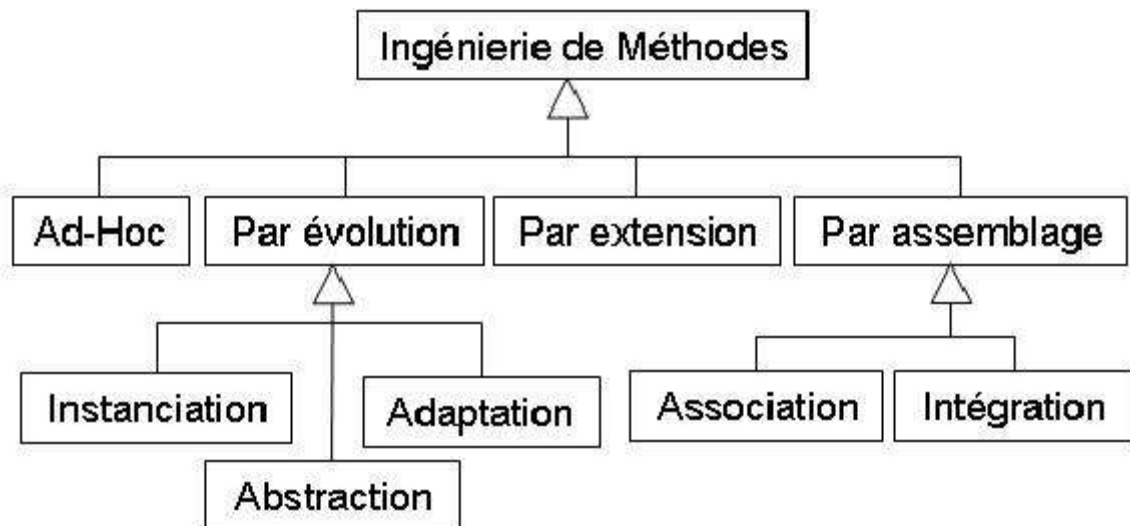 Ingénierie de Méthodes
Ad-Hoc
Par évolution
Par extension
Par assemblage
Instanciation
Adaptation
Abstraction
Association
Intégration